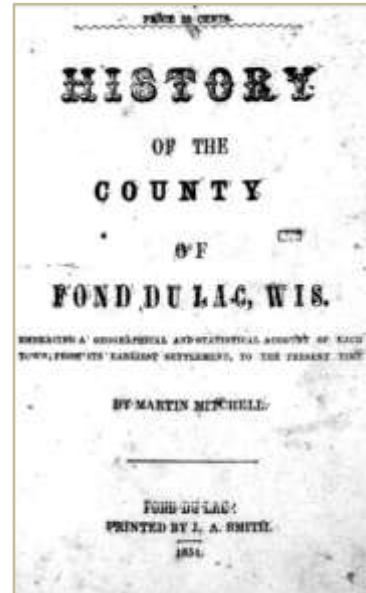 PRICE 25 CENTS.
HISTORY
OF THE
COUNTY
OF
FOND DU LAC, WIS.
EMBRACING A GEOGRAPHICAL AND STATISTICAL ACCOUNT OF EACH
TOWN, FROM ITS EARLIEST SETTLEMENT, TO THE PRESENT TIME
BY MARTIN MITCHELL.
FOND DU LAC:
PRINTED BY J. A. SMITH.
1854.